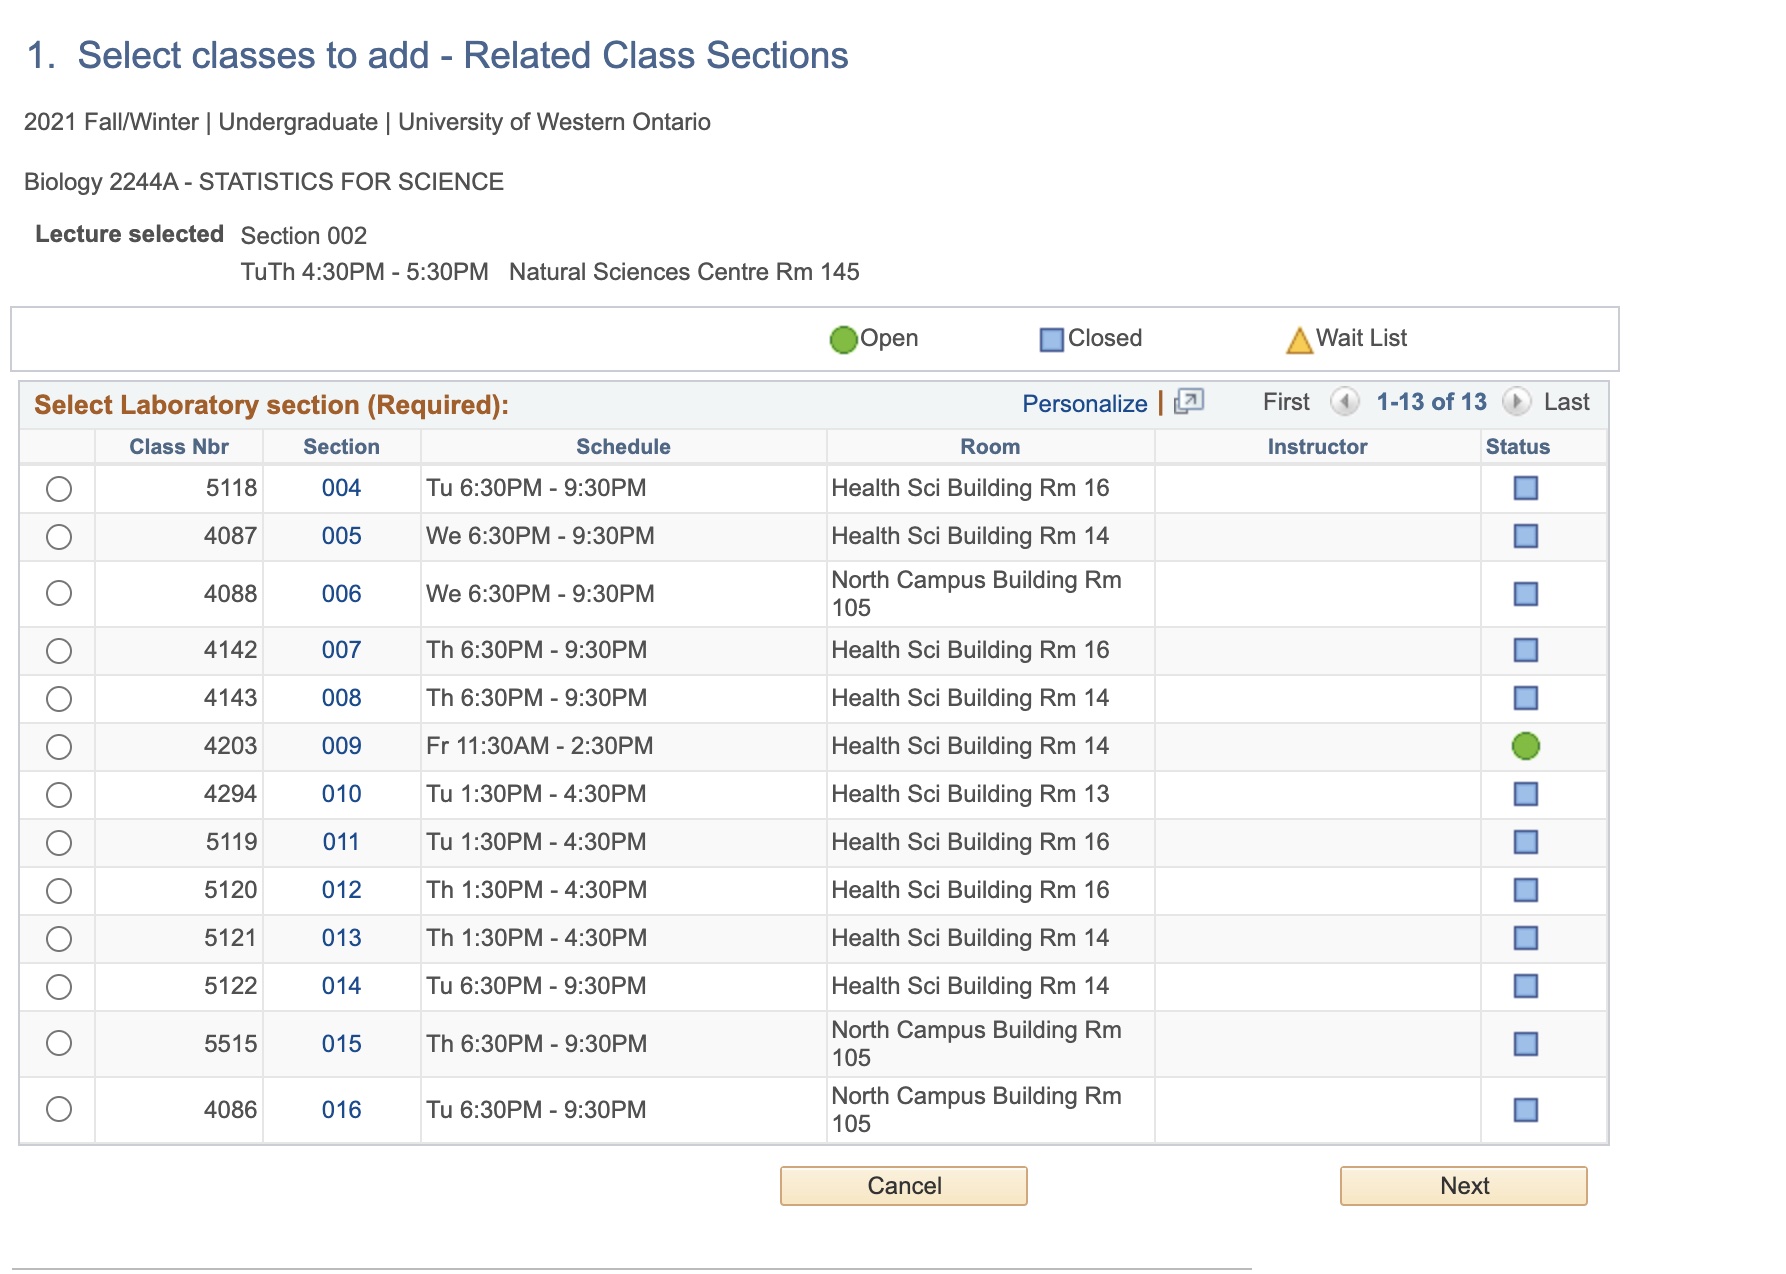 1. Select classes to add - Related Class Sections
2021 Fall/Winter | Undergraduate | University of Western Ontario
Biology 2244A - STATISTICS FOR SCIENCE
Lecture selected Section 002
TuTh 4:30PM - 5:30PM Natural Sciences Centre Rm 145
Open Closed Wait List
Select Laboratory section (Required): Personalize | First 1-13 of 13 Last
Class Nbr Section Schedule Room Instructor Status
5118 004 Tu 6:30PM - 9:30PM Health Sci Building Rm 16
4087 005 We 6:30PM - 9:30PM Health Sci Building Rm 14
4088 006 We 6:30PM - 9:30PM North Campus Building Rm
105
4142 007 Th 6:30PM - 9:30PM Health Sci Building Rm 16
4143 008 Th 6:30PM - 9:30PM Health Sci Building Rm 14
4203 009 Fr 11:30AM - 2:30PM Health Sci Building Rm 14
4294 010 Tu 1:30PM - 4:30PM Health Sci Building Rm 13
5119 011 Tu 1:30PM - 4:30PM Health Sci Building Rm 16
5120 012 Th 1:30PM - 4:30PM Health Sci Building Rm 16
5121 013 Th 1:30PM - 4:30PM Health Sci Building Rm 14
5122 014 Tu 6:30PM - 9:30PM Health Sci Building Rm 14
5515 015 Th 6:30PM - 9:30PM North Campus Building Rm
105
4086 016 Tu 6:30PM - 9:30PM North Campus Building Rm
105
Cancel Next